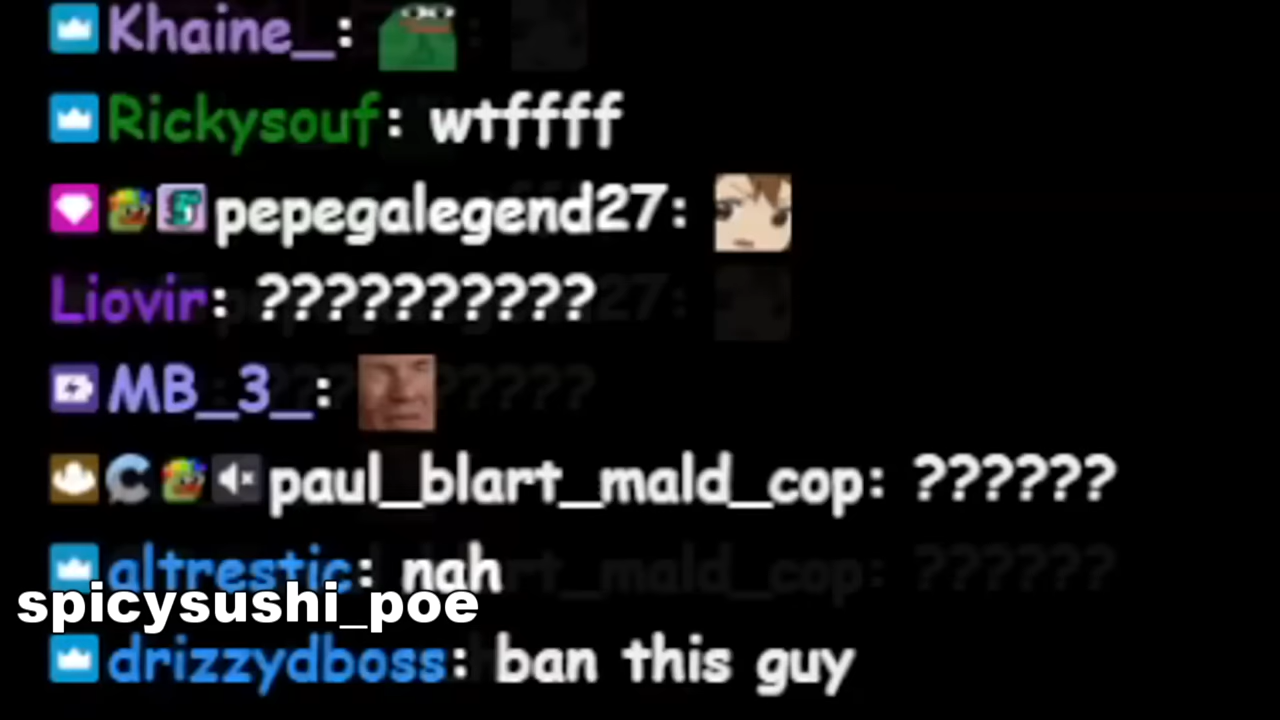 Khaine_:
Rickysouf: wtffff
pepegalegend27:
Liovir: ??????????
MB_3_:
paul_blart_mald_cop: ??????
altrestic: nah
spicysushi_poe
drizzydboss: ban this guy